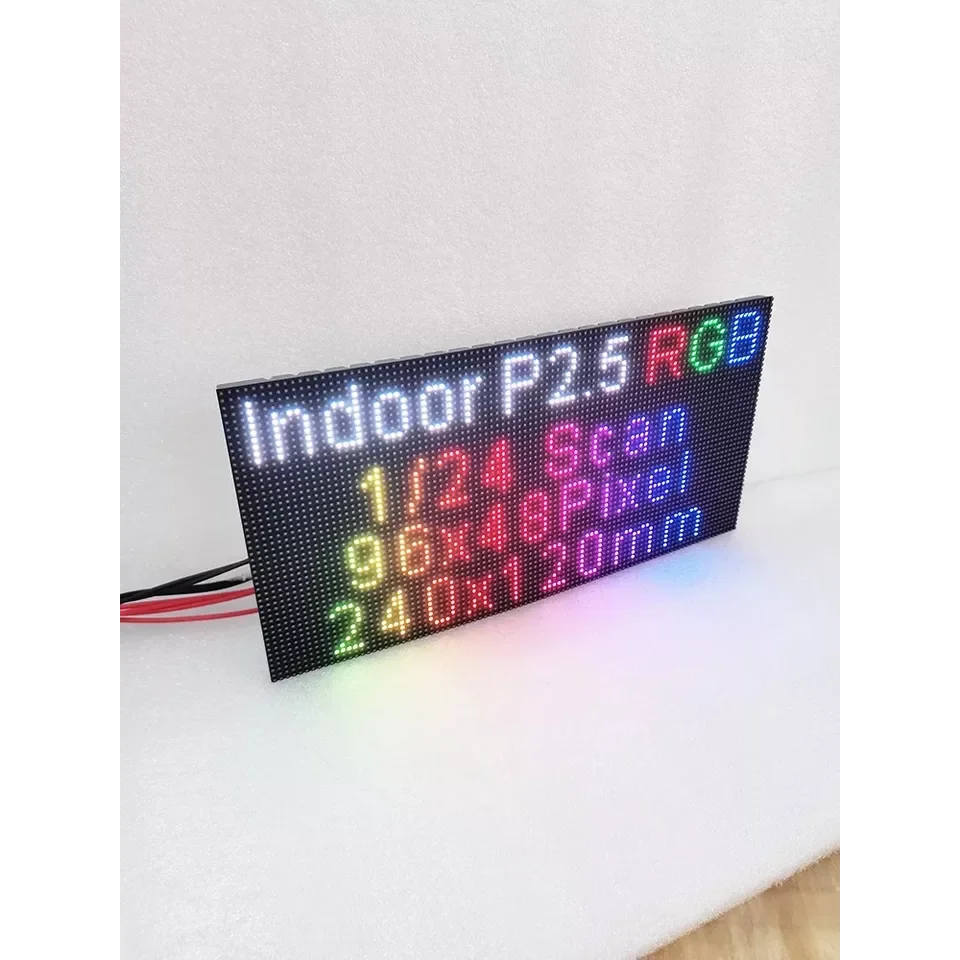 Indoor P2.5 RGB
1/24 Scan
96x48Pixel
240x120mm